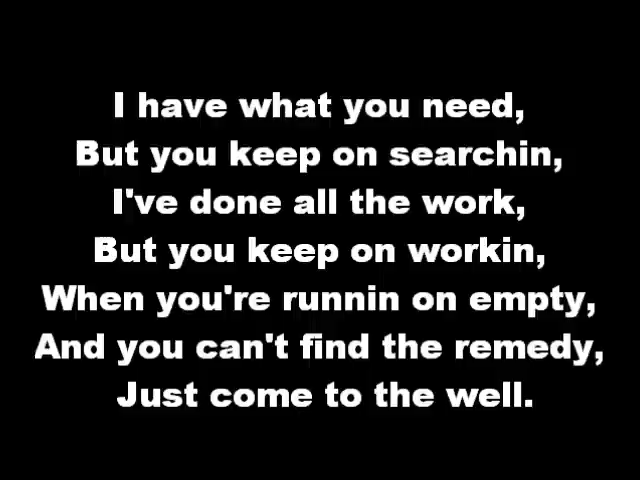 I have what you need,
But you keep on searchin,
I've done all the work,
But you keep on workin,
When you're runnin on empty,
And you can't find the remedy,
Just come to the well.